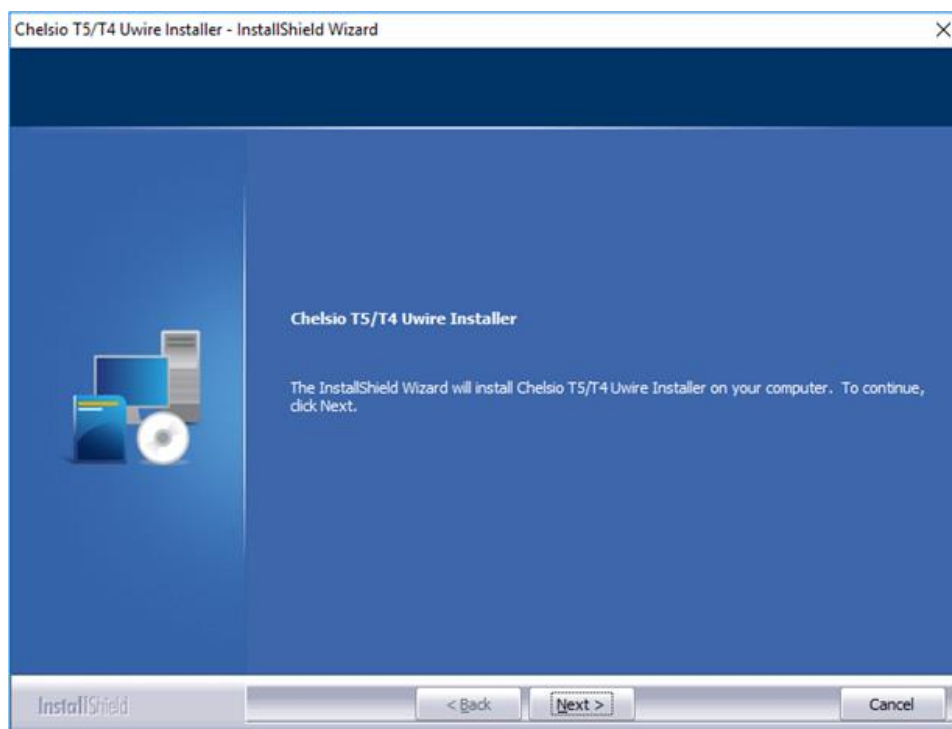 Chelsio T5/T4 Uwire Installer - InstallShield Wizard
Chelsio T5/T4 Uwire Installer
The InstallShield Wizard will install Chelsio T5/T4 Uwire Installer on your computer. To continue,
click Next.
InstallShield
< Back
Next >
Cancel